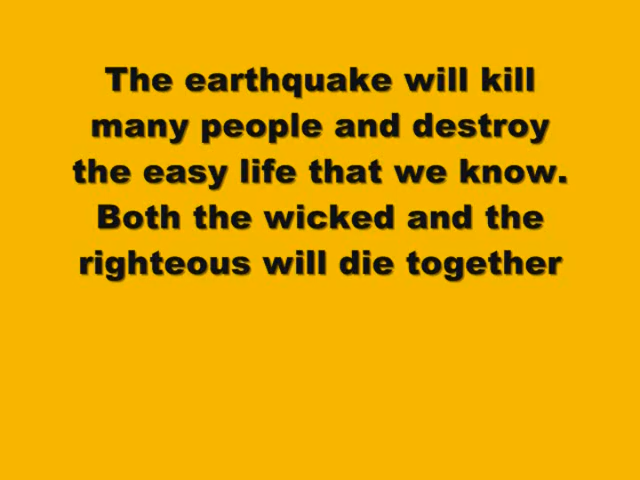 The earthquake will kill
many people and destroy
the easy life that we know.
Both the wicked and the
righteous will die together